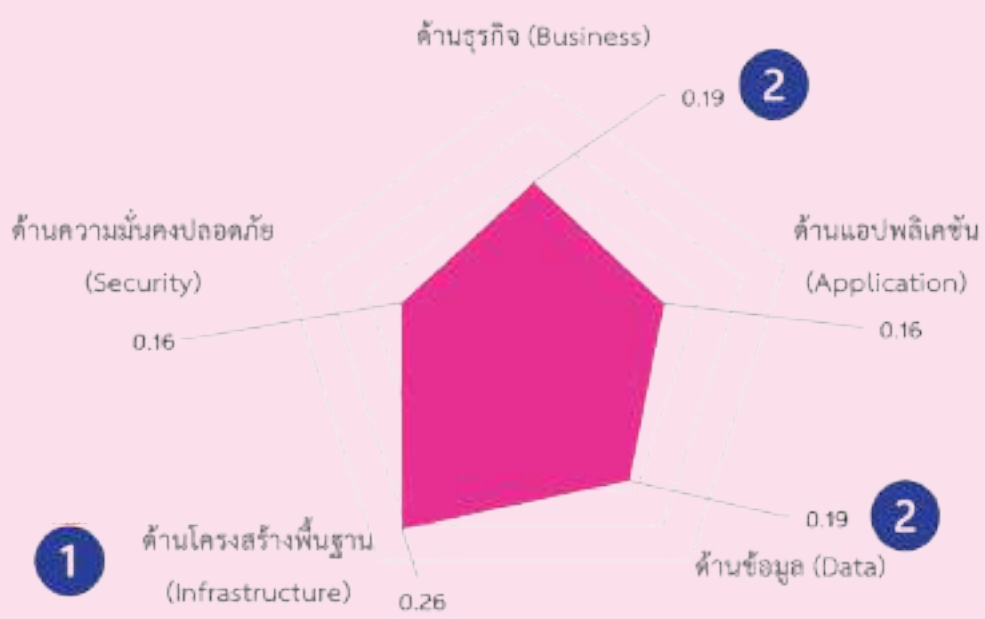 ด้านธุรกิจ (Business)
0.19
2
ด้านความมั่นคงปลอดภัย
(Security)
0.16
ด้านแอปพลิเคชัน
(Application)
0.16
0.19
2
ด้านข้อมูล (Data)
1
ด้านโครงสร้างพื้นฐาน
(Infrastructure)
0.26